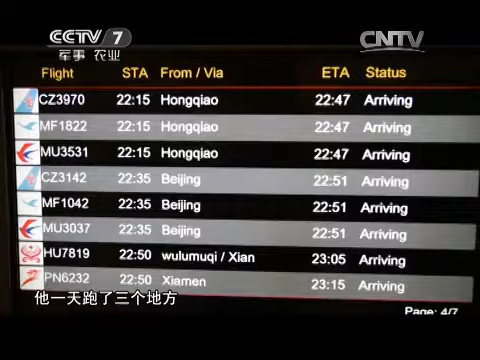 CCTV 7
军事 农业
CNTV
Flight STA From / Via ETA Status
CZ3970 22:15 Hongqiao 22:47 Arriving
MF1822 22:15 Hongqiao 22:47 Arriving
MU3531 22:15 Hongqiao 22:47 Arriving
CZ3142 22:35 Beijing 22:51 Arriving
MF1042 22:35 Beijing 22:51 Arriving
MU3037 22:35 Beijing 22:51 Arriving
HU7819 22:50 wulumuqi / Xian 23:05 Arriving
PN6232 22:50 Xiamen 23:15 Arriving
他一天跑了三个地方
Page: 4/7